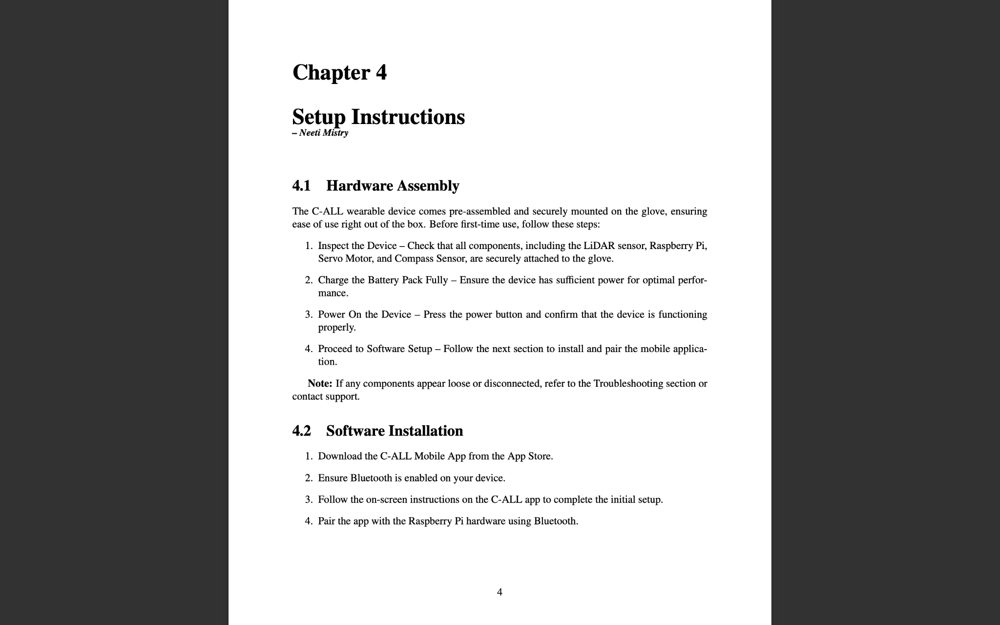 Chapter 4
Setup Instructions
– Neeti Mistry
4.1 Hardware Assembly
The C-ALL wearable device comes pre-assembled and securely mounted on the glove, ensuring
ease of use right out of the box. Before first-time use, follow these steps:
1. Inspect the Device – Check that all components, including the LiDAR sensor, Raspberry Pi,
Servo Motor, and Compass Sensor, are securely attached to the glove.
2. Charge the Battery Pack Fully – Ensure the device has sufficient power for optimal perfor-
mance.
3. Power On the Device – Press the power button and confirm that the device is functioning
properly.
4. Proceed to Software Setup – Follow the next section to install and pair the mobile applica-
tion.
Note: If any components appear loose or disconnected, refer to the Troubleshooting section or
contact support.
4.2 Software Installation
1. Download the C-ALL Mobile App from the App Store.
2. Ensure Bluetooth is enabled on your device.
3. Follow the on-screen instructions on the C-ALL app to complete the initial setup.
4. Pair the app with the Raspberry Pi hardware using Bluetooth.
4